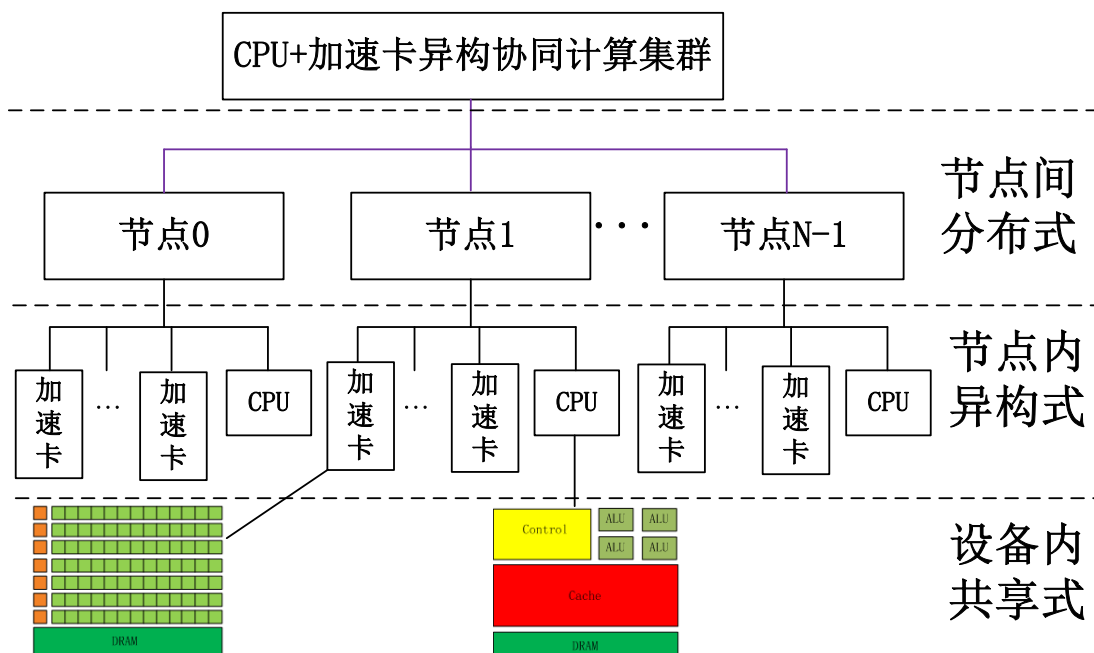 CPU+加速卡异构协同计算集群
节点间
分布式
节点0
节点1
···
节点N-1
节点内
异构式
加速卡
...
加速卡
CPU
加速卡
...
加速卡
CPU
加速卡
...
加速卡
CPU
设备内
共享式
Control
ALU
ALU
ALU
ALU
Cache
DRAM
DRAM